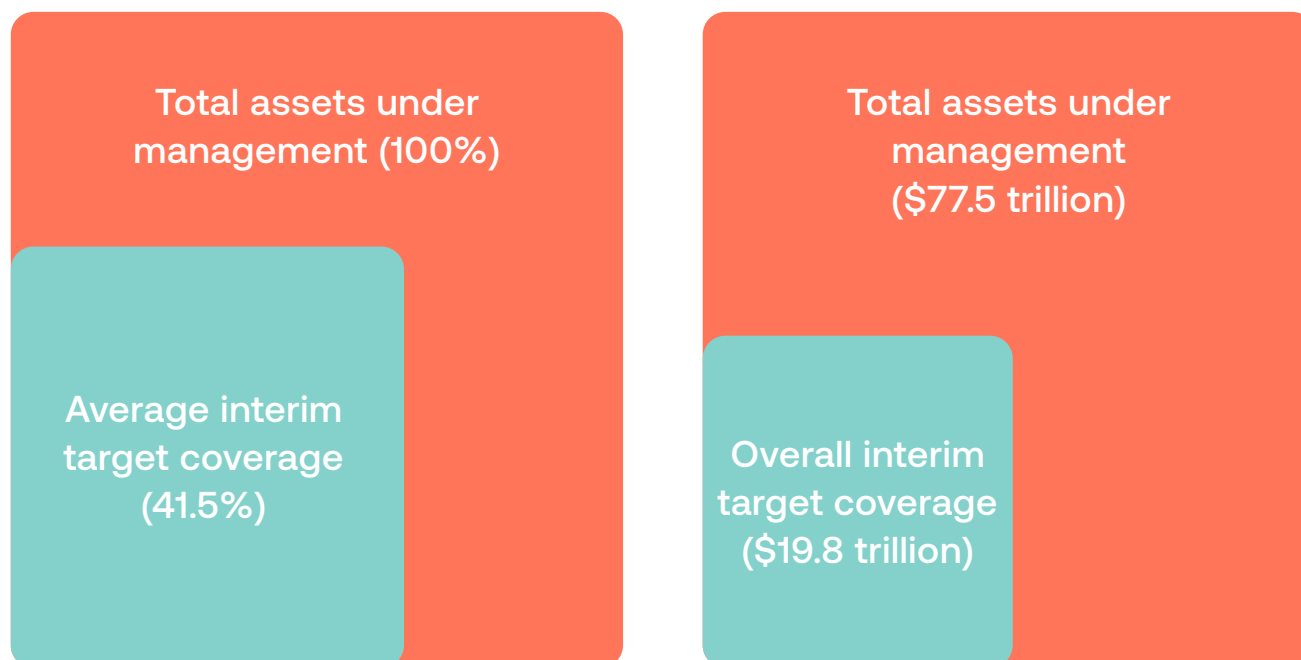 Total assets under
management (100%)
Average interim
target coverage
(41.5%)
Total assets under
management
($77.5 trillion)
Overall interim
target coverage
($19.8 trillion)